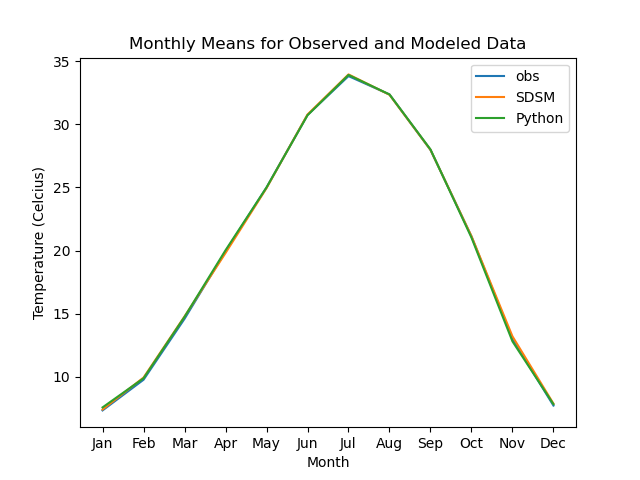 Monthly Means for Observed and Modeled Data
obs
SDSM
Python
Temperature (Celcius)
35
30
25
20
15
10
Jan Feb Mar Apr May Jun Jul Aug Sep Oct Nov Dec
Month